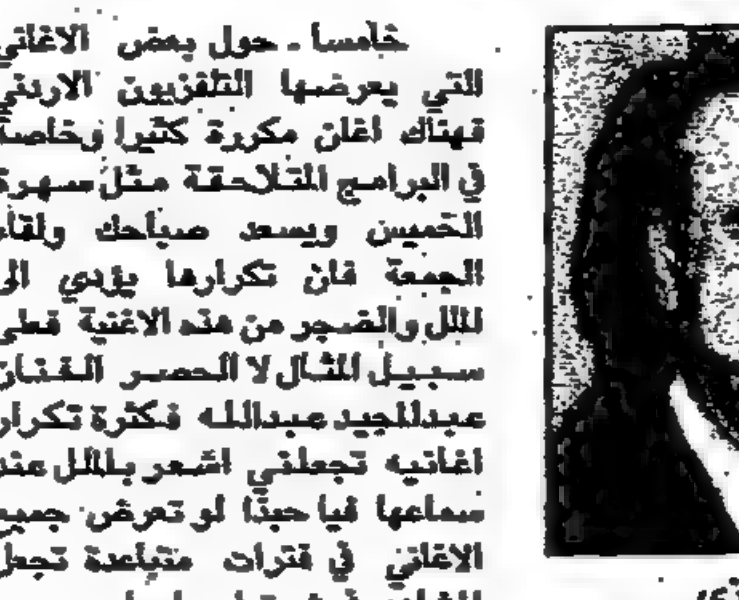 خامسا ـ حول بعض الاغاني
التي يعرضها التلفزيون الاردني
فهناك اغان مكررة كثيرا وخاصة
في البرامج المتلاحقة مثل سهرة
الخميس ويسعد صباحك ولقاء
الجمعة فان تكرارها يؤدي الى
الملل والضجر من هذه الاغنية فعلى
سبيل المثال لا الحصر الفنان
عبدالمجيد عبدالله فكثرة تكرار
اغانيه تجعلني اشعر بالملل عند
سماعها فيا حبذا لو تعرض جميع
الاغاني في فترات متباعدة تجعل